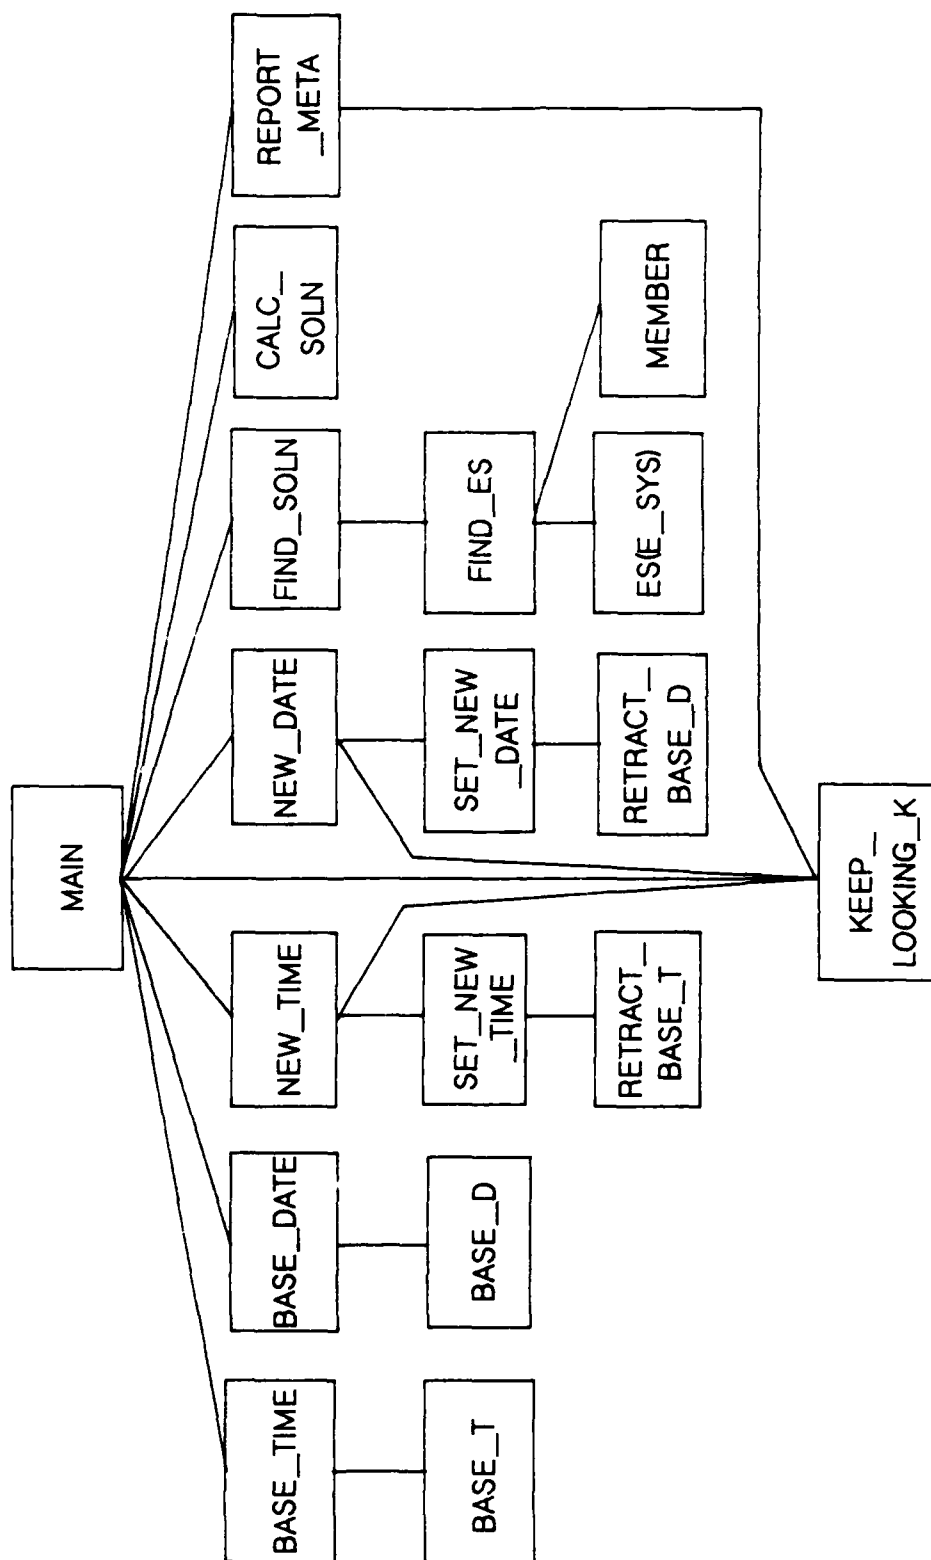 MAIN
BASE_TIME
BASE_DATE
NEW_TIME
NEW_DATE
FIND_SOLN
CALC_
SOLN
REPORT
_META
BASE_T
BASE_D
SET_NEW
_TIME
SET_NEW
_DATE
FIND_ES
RETRACT_
BASE_T
RETRACT_
BASE_D
ES(E_SYS)
MEMBER
KEEP_
LOOKING_K